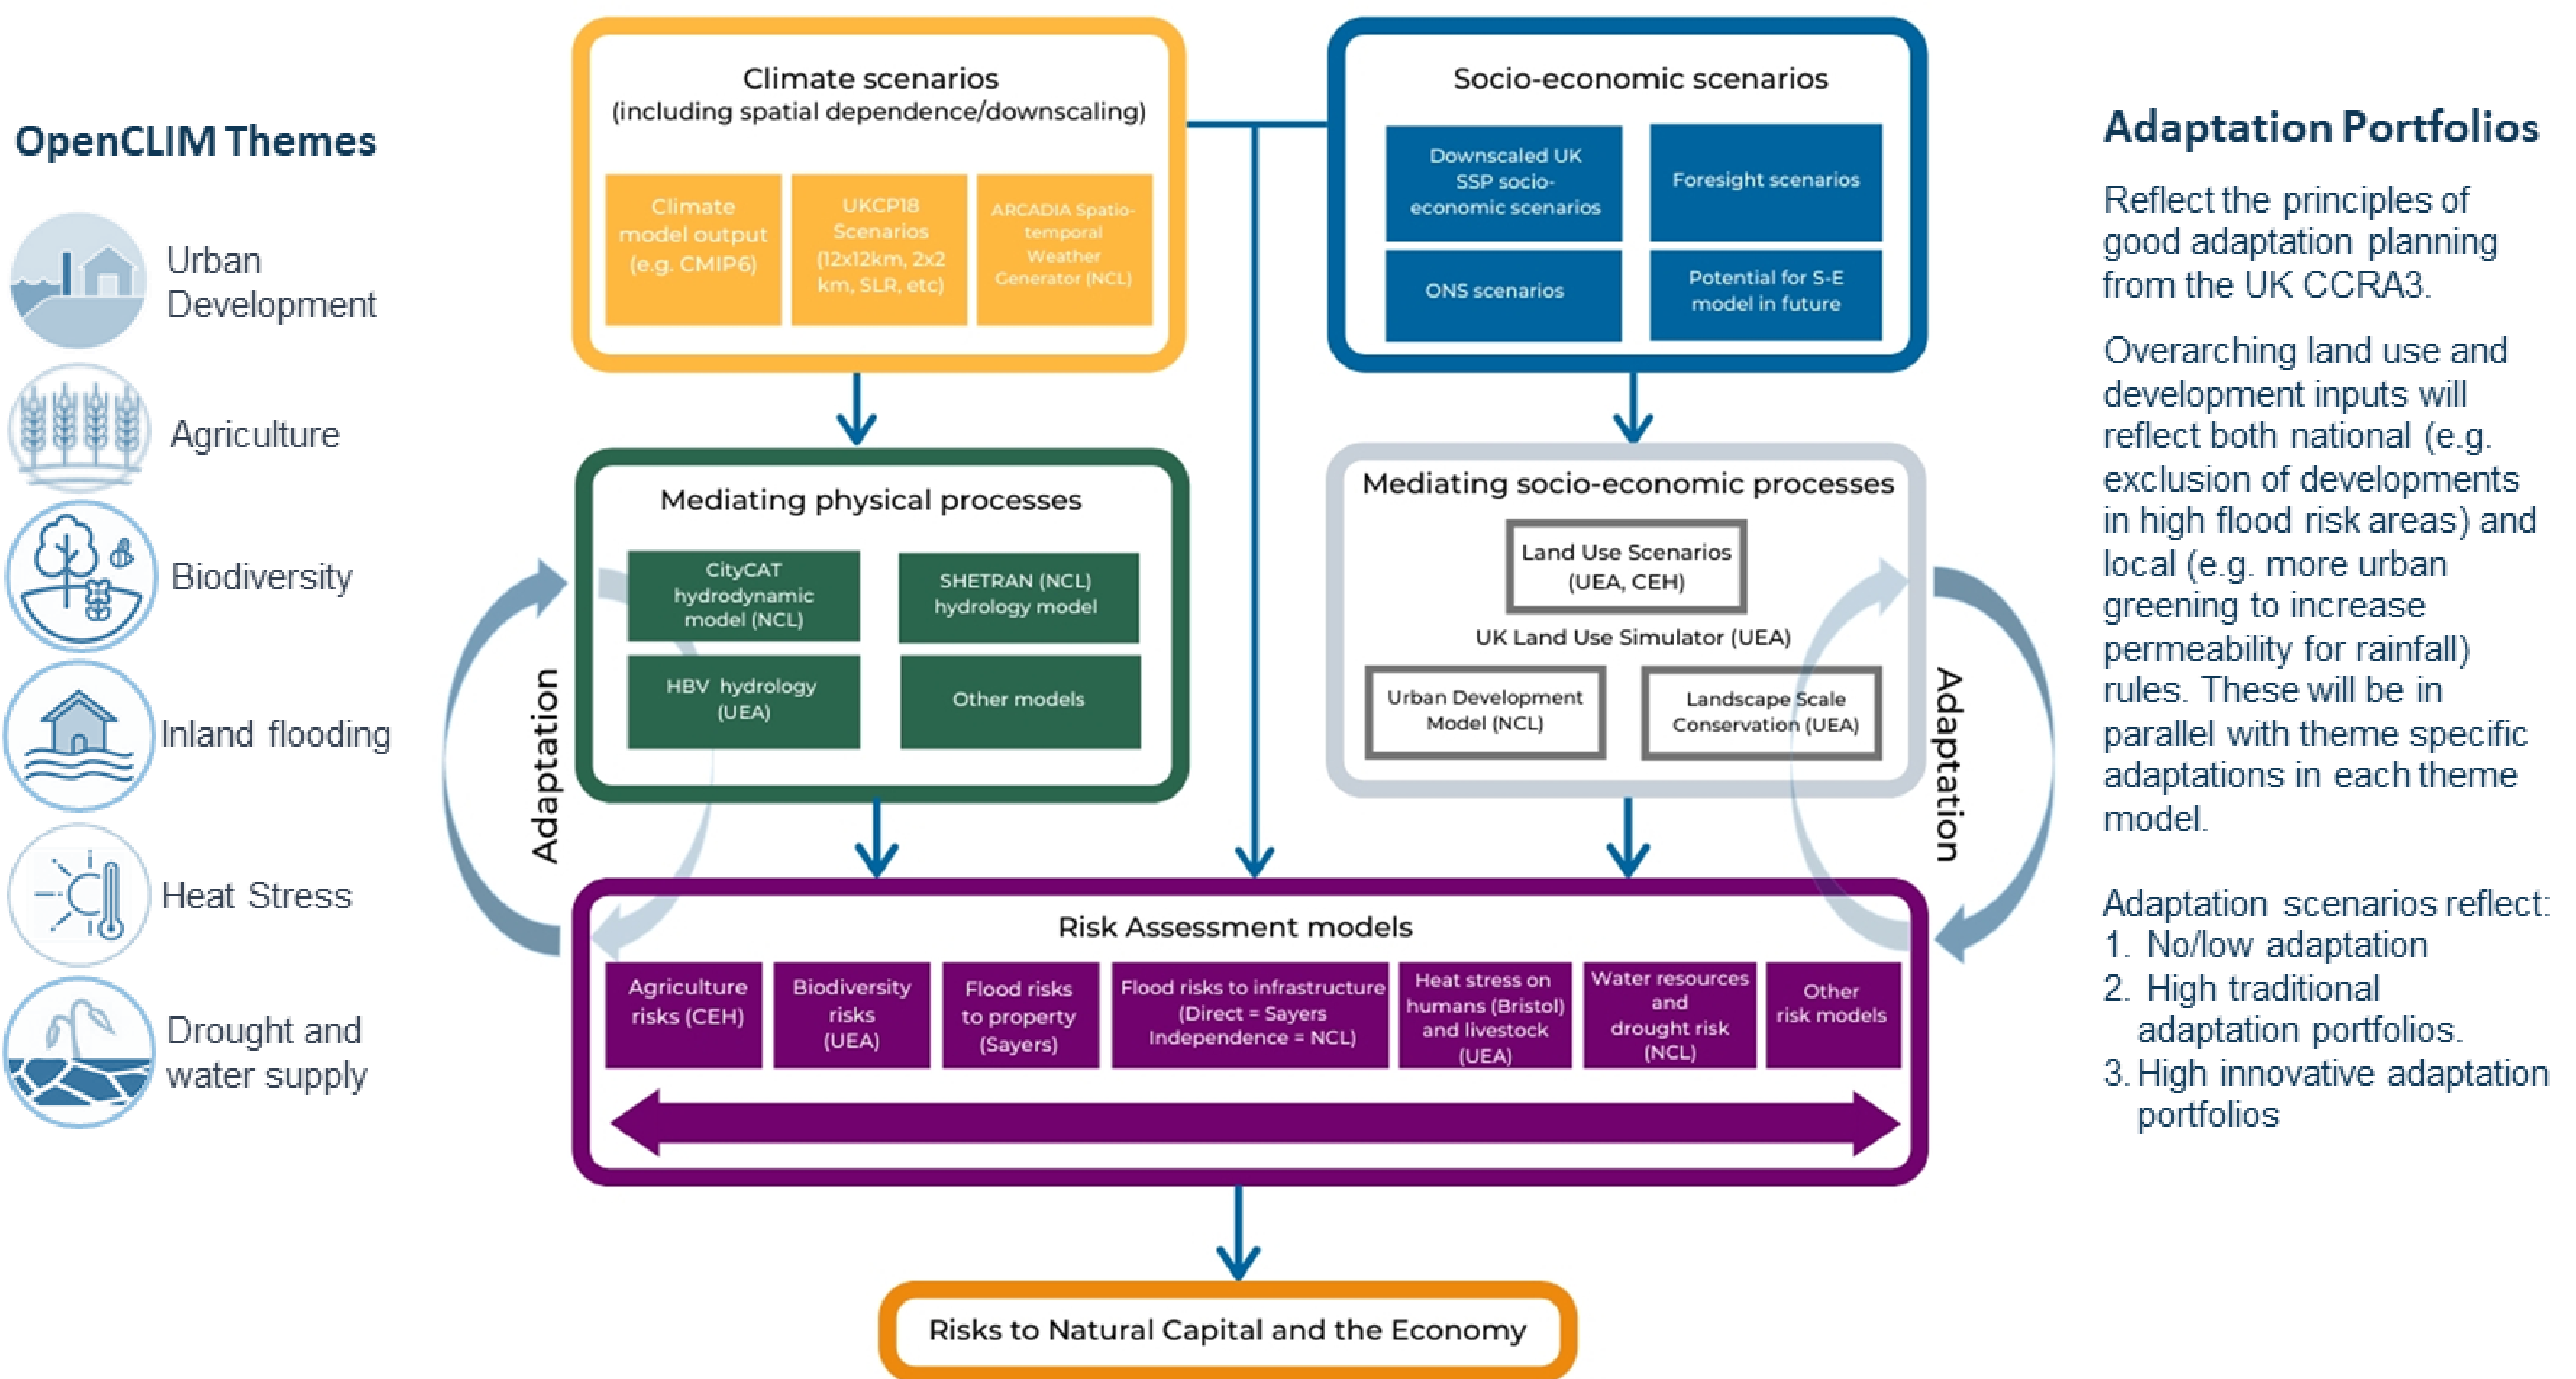 OpenCLIM Themes
Urban
Development
Agriculture
Biodiversity
Inland flooding
Heat Stress
Drought and
water supply
Climate scenarios
(including spatial dependence/downscaling)
Climate
model output
(e.g. CMIP6)
UKCP18
Scenarios
(12x12km, 2x2
km, SLR, etc)
ARCADIA Spatio-
temporal
Weather
Generator (NCL)
Socio-economic scenarios
Downscaled UK
SSP socio-
economic scenarios
Foresight scenarios
ONS scenarios
Potential for S-E
model in future
Mediating physical processes
CityCAT
hydrodynamic
model (NCL)
SHETRAN (NCL)
hydrology model
HBV hydrology
(UEA)
Other models
Adaptation
Mediating socio-economic processes
Land Use Scenarios
(UEA, CEH)
UK Land Use Simulator (UEA)
Urban Development
Model (NCL)
Landscape Scale
Conservation (UEA)
Adaptation
Risk Assessment models
Agriculture
risks (CEH)
Biodiversity
risks
(UEA)
Flood risks
to property
(Sayers)
Flood risks to infrastructure
(Direct = Sayers
Independence = NCL)
Heat stress on
humans (Bristol)
and livestock
(UEA)
Water resources
and
drought risk
(NCL)
Other
risk models
Risks to Natural Capital and the Economy
Adaptation Portfolios
Reflect the principles of
good adaptation planning
from the UK CCRA3.
Overarching land use and
development inputs will
reflect both national (e.g.
exclusion of developments
in high flood risk areas) and
local (e.g. more urban
greening to increase
permeability for rainfall)
rules. These will be in
parallel with theme specific
adaptations in each theme
model.
Adaptation scenarios reflect:
1. No/low adaptation
2. High traditional
adaptation portfolios.
3. High innovative adaptation
portfolios